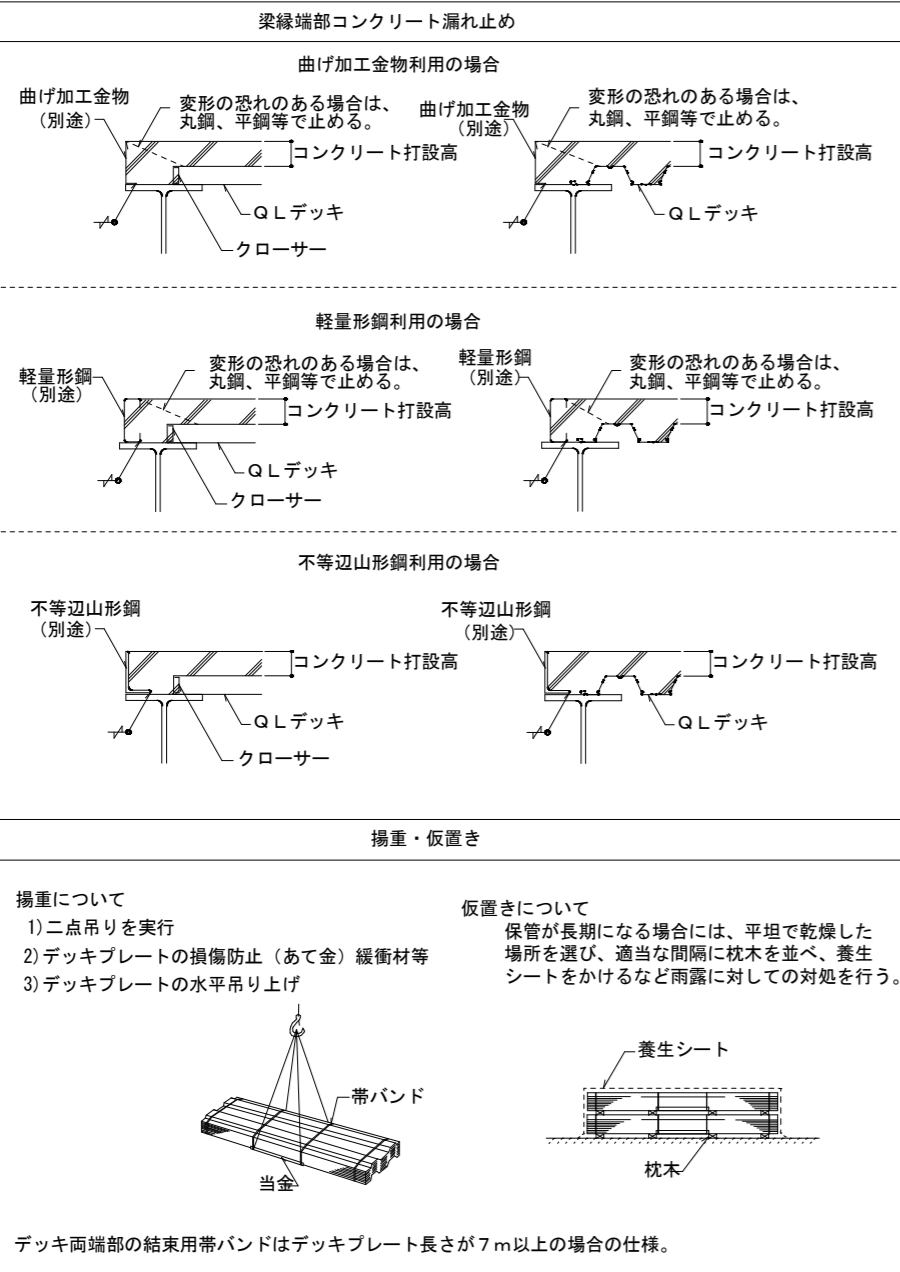 梁縁端部コンクリート漏れ止め
曲げ加工金物利用の場合
曲げ加工金物
(別途)
変形の恐れのある場合は、
丸鋼、平鋼等で止める。
コンクリート打設高
QLデッキ
クローサー
曲げ加工金物
(別途)
変形の恐れのある場合は、
丸鋼、平鋼等で止める。
コンクリート打設高
QLデッキ
軽量形鋼利用の場合
軽量形鋼
(別途)
変形の恐れのある場合は、
丸鋼、平鋼等で止める。
コンクリート打設高
QLデッキ
クローサー
軽量形鋼
(別途)
変形の恐れのある場合は、
丸鋼、平鋼等で止める。
コンクリート打設高
不等辺山形鋼利用の場合
不等辺山形鋼
(別途)
コンクリート打設高
QLデッキ
クローサー
不等辺山形鋼
(別途)
コンクリート打設高
QLデッキ
揚重・仮置き
揚重について
1)二点吊りを実行
2)デッキプレートの損傷防止(あて金)緩衝材等
3)デッキプレートの水平吊り上げ
帯バンド
当金
仮置きについて
保管が長期になる場合には、平坦で乾燥した
場所を選び、適当な間隔に枕木を並べ、養生
シートをかけるなど雨露に対しての対処を行う。
養生シート
枕木
デッキ両端部の結束用帯バンドはデッキプレート長さが7m以上の場合の仕様。